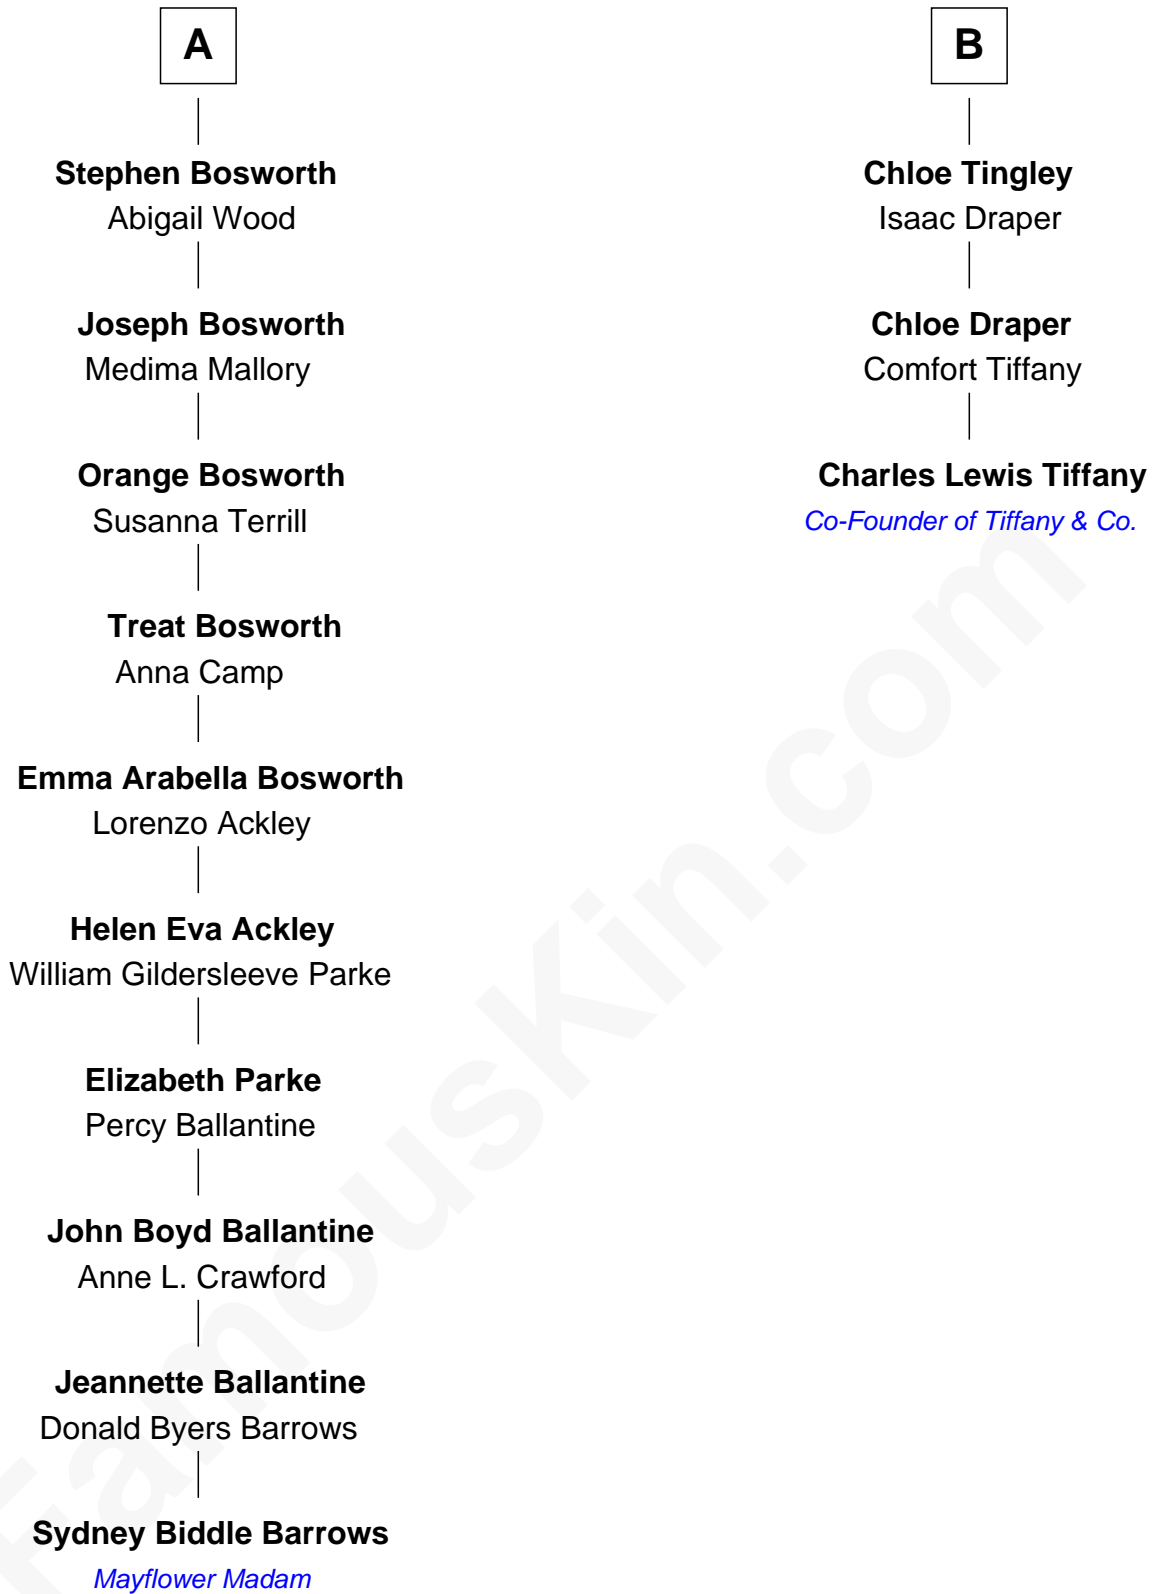 A
Stephen Bosworth
Abigail Wood
Joseph Bosworth
Medima Mallory
Orange Bosworth
Susanna Terrill
Treat Bosworth
Anna Camp
Emma Arabella Bosworth
Lorenzo Ackley
Helen Eva Ackley
William Gildersleeve Parke
Elizabeth Parke
Percy Ballantine
John Boyd Ballantine
Anne L. Crawford
Jeannette Ballantine
Donald Byers Barrows
Sydney Biddle Barrows
Mayflower Madam
B
Chloe Tingley
Isaac Draper
Chloe Draper
Comfort Tiffany
Charles Lewis Tiffany
Co-Founder of Tiffany & Co.
FamousKin.com